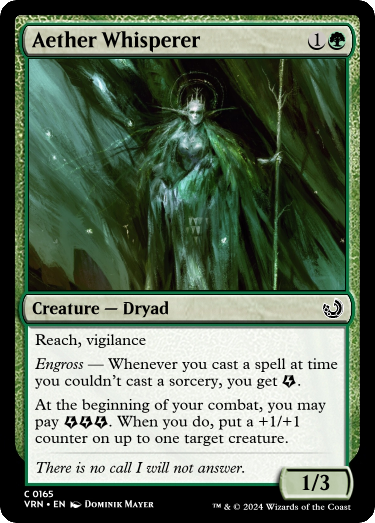 Aether Whisperer 1
Creature — Dryad
Reach, vigilance
Engross — Whenever you cast a spell at time
you couldn't cast a sorcery, you get .
At the beginning of your combat, you may
pay . When you do, put a +1/+1
counter on up to one target creature.
There is no call I will not answer.
1/3
C 0165
VRN • EN Dominik Mayer
™ & © 2024 Wizards of the Coast